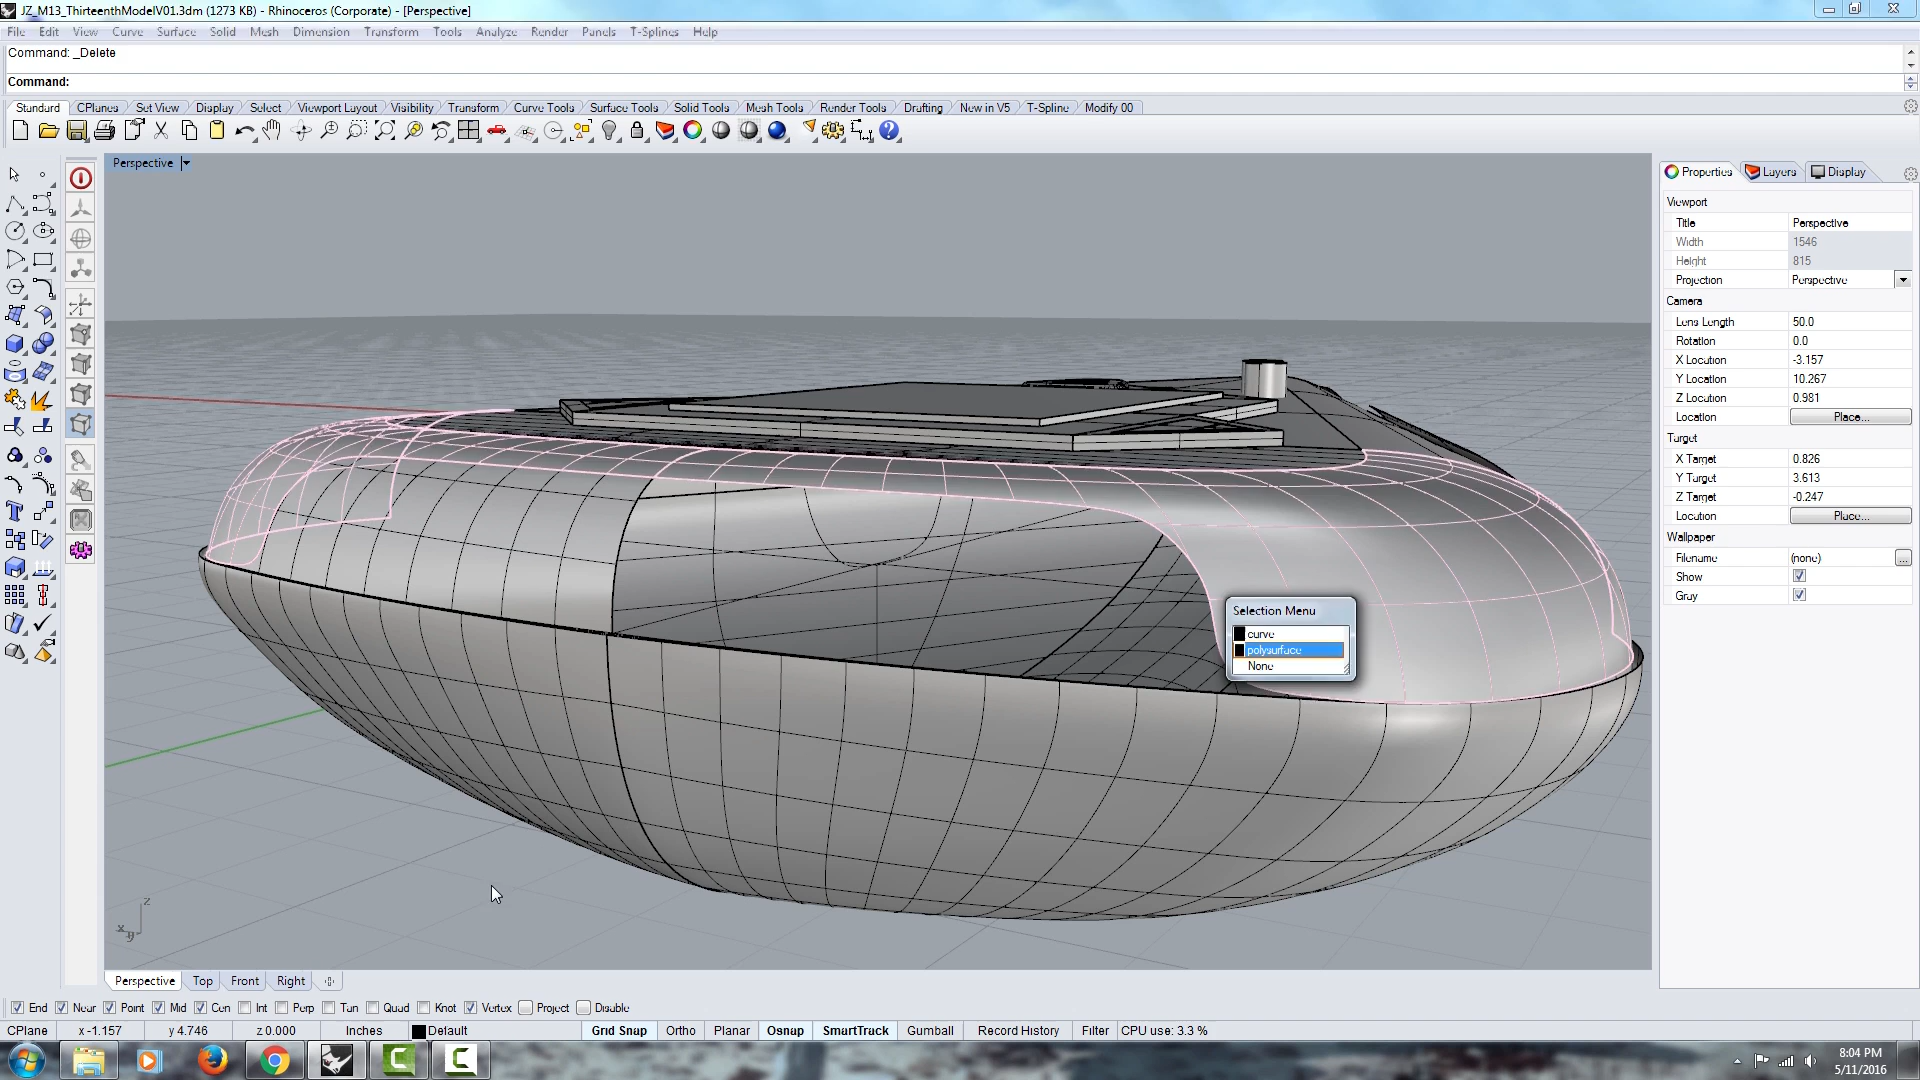 JZ_M13_ThirteenthModelV01.3dm (1273 KB) - Rhinoceros (Corporate) - [Perspective]
File Edit View Curve Surface Solid Mesh Dimension Transform Tools Analyze Render Panels T-Splines Help
Command: _Delete
Command:
Standard CPlanes Set View Display Select Viewport Layout Visibility Transform Curve Tools Surface Tools Solid Tools Mesh Tools Render Tools Drafting New in V5 T-Spline Modify 00
Perspective
Properties Layers Display
Viewport
Title Perspective
Width 1546
Height 815
Projection Perspective
Camera
Lens Length 50.0
Rotation 0.0
X Location -3.157
Y Location 10.267
Z Location 0.981
Location Place...
Target
X Target 0.826
Y Target 3.613
Z Target -0.247
Location Place...
Wallpaper
Filename (none) ...
Show
Gray
Selection Menu
curve
polysurface
None
z
x
y
Perspective Top Front Right
End Near Point Mid Cen Int Perp Tan Quad Knot Vertex Project Disable
CPlane x -1.157 y 4.746 z 0.000 Inches Default Grid Snap Ortho Planar Osnap SmartTrack Gumball Record History Filter CPU use: 3.3 %
8:04 PM
5/11/2016